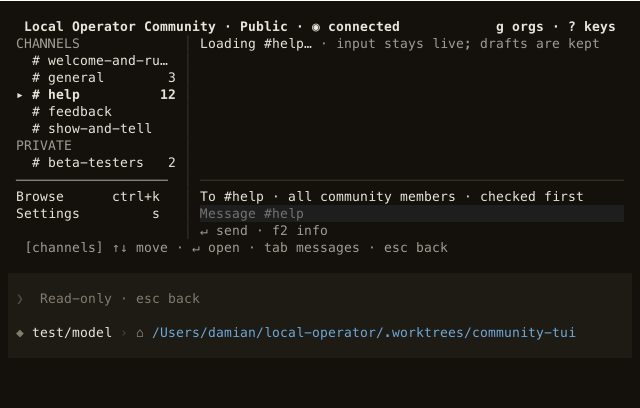 Local Operator Community · Public · ◉ connected g orgs · ? keys
CHANNELS
# welcome-and-ru…
# general 3
▸ # help 12
# feedback
# show-and-tell
PRIVATE
# beta-testers 2
Browse ctrl+k
Settings s
Loading #help… · input stays live; drafts are kept
To #help · all community members · checked first
Message #help
↵ send · f2 info
[channels] ↑↓ move · ↵ open · tab messages · esc back
❯ Read-only · esc back
◆ test/model › ⌂ /Users/damian/local-operator/.worktrees/community-tui